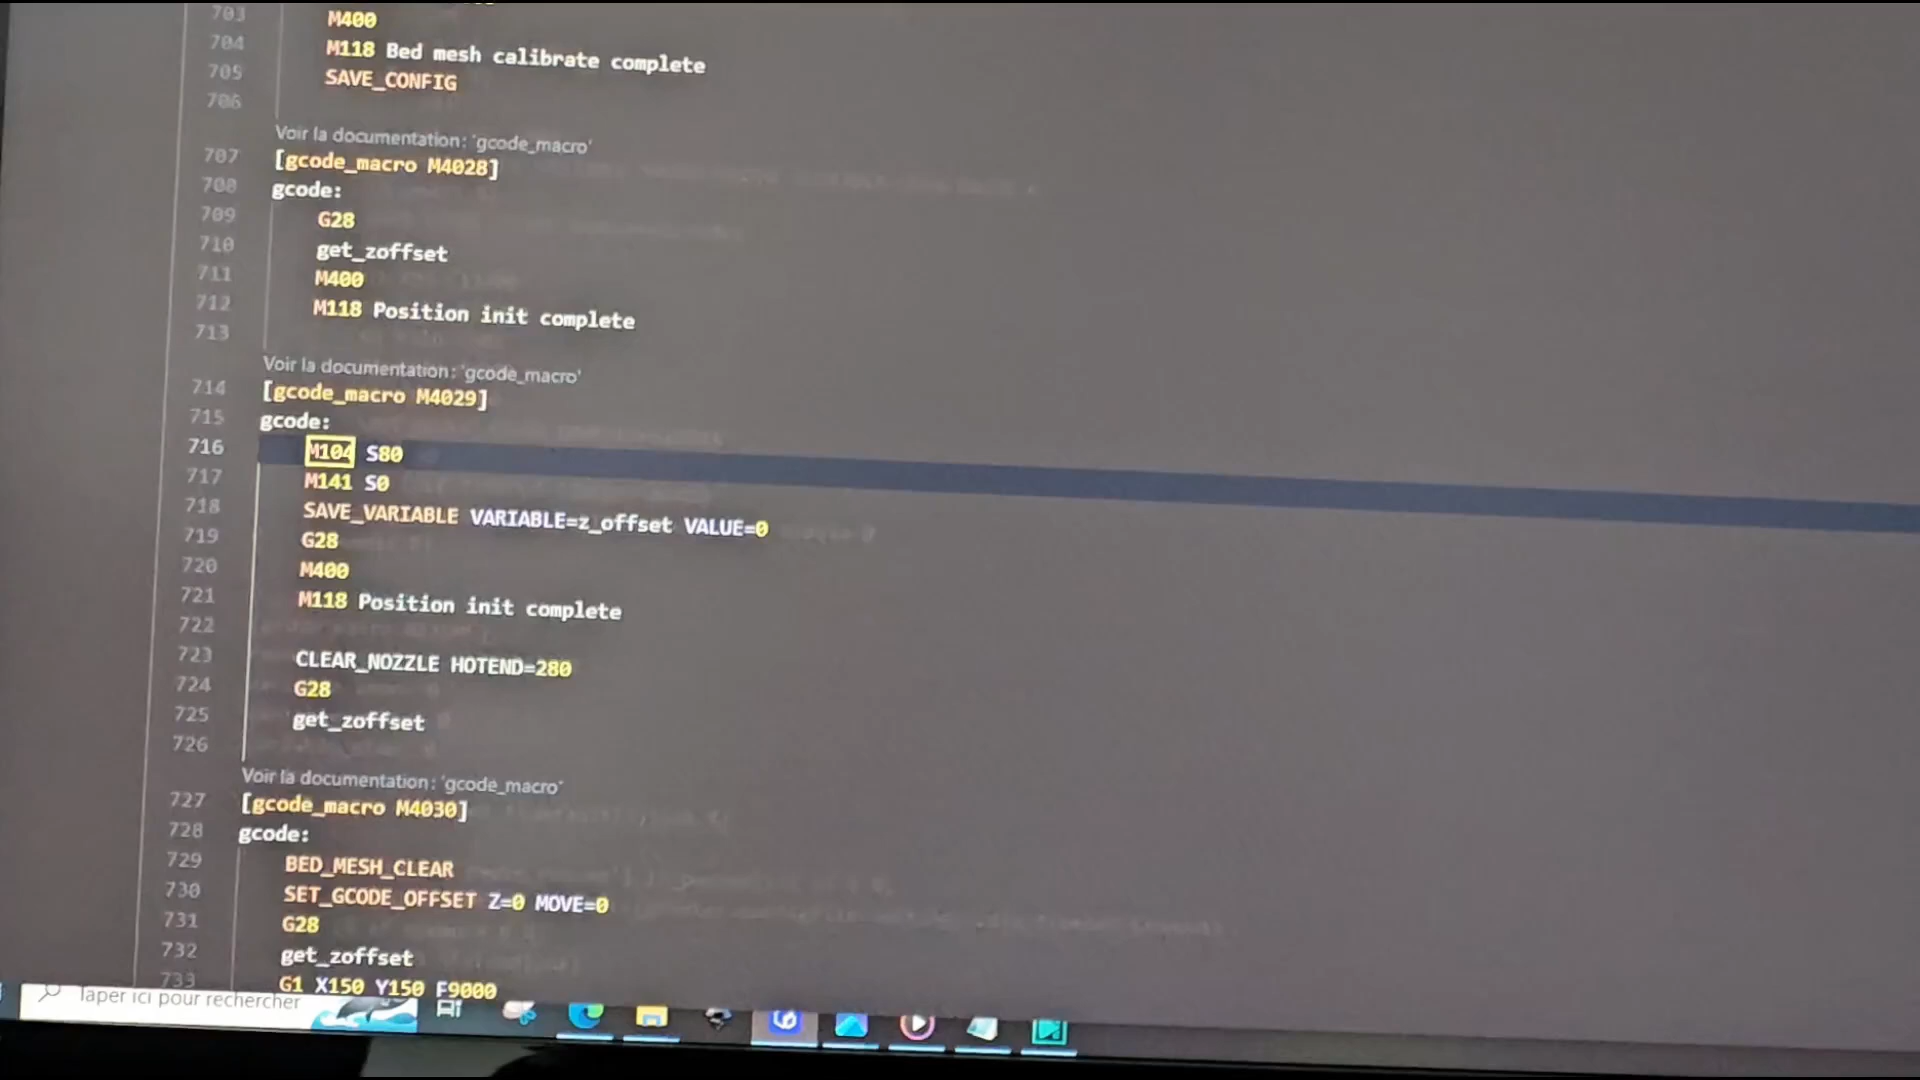 703
M400
704
M118 Bed mesh calibrate complete
705
SAVE_CONFIG
706
Voir la documentation: 'gcode_macro'
707
[gcode_macro M4028]
708
gcode:
709
G28
710
get_zoffset
711
M400
712
M118 Position init complete
713
Voir la documentation: 'gcode_macro'
714
[gcode_macro M4029]
715
gcode:
716
M104 S80
717
M141 S0
718
SAVE_VARIABLE VARIABLE=z_offset VALUE=0
719
G28
720
M400
721
M118 Position init complete
722
723
CLEAR_NOZZLE HOTEND=280
724
G28
725
get_zoffset
726
Voir la documentation: 'gcode_macro'
727
[gcode_macro M4030]
728
gcode:
729
BED_MESH_CLEAR
730
SET_GCODE_OFFSET Z=0 MOVE=0
731
G28
732
get_zoffset
733
G1 X150 Y150 F9000
Taper ici pour rechercher